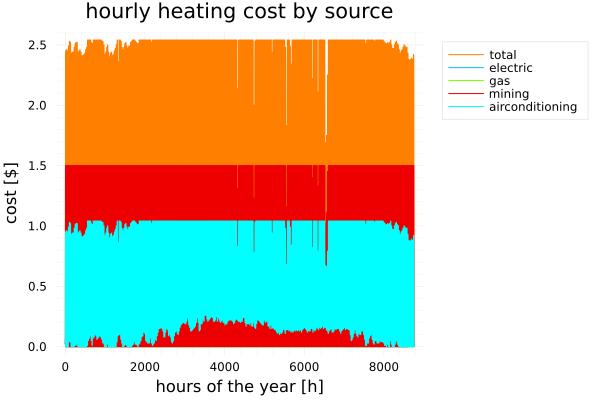 hourly heating cost by source
2.5
2.0
1.5
1.0
0.5
0.0
cost [$]
0 2000 4000 6000 8000
hours of the year [h]
total
electric
gas
mining
airconditioning